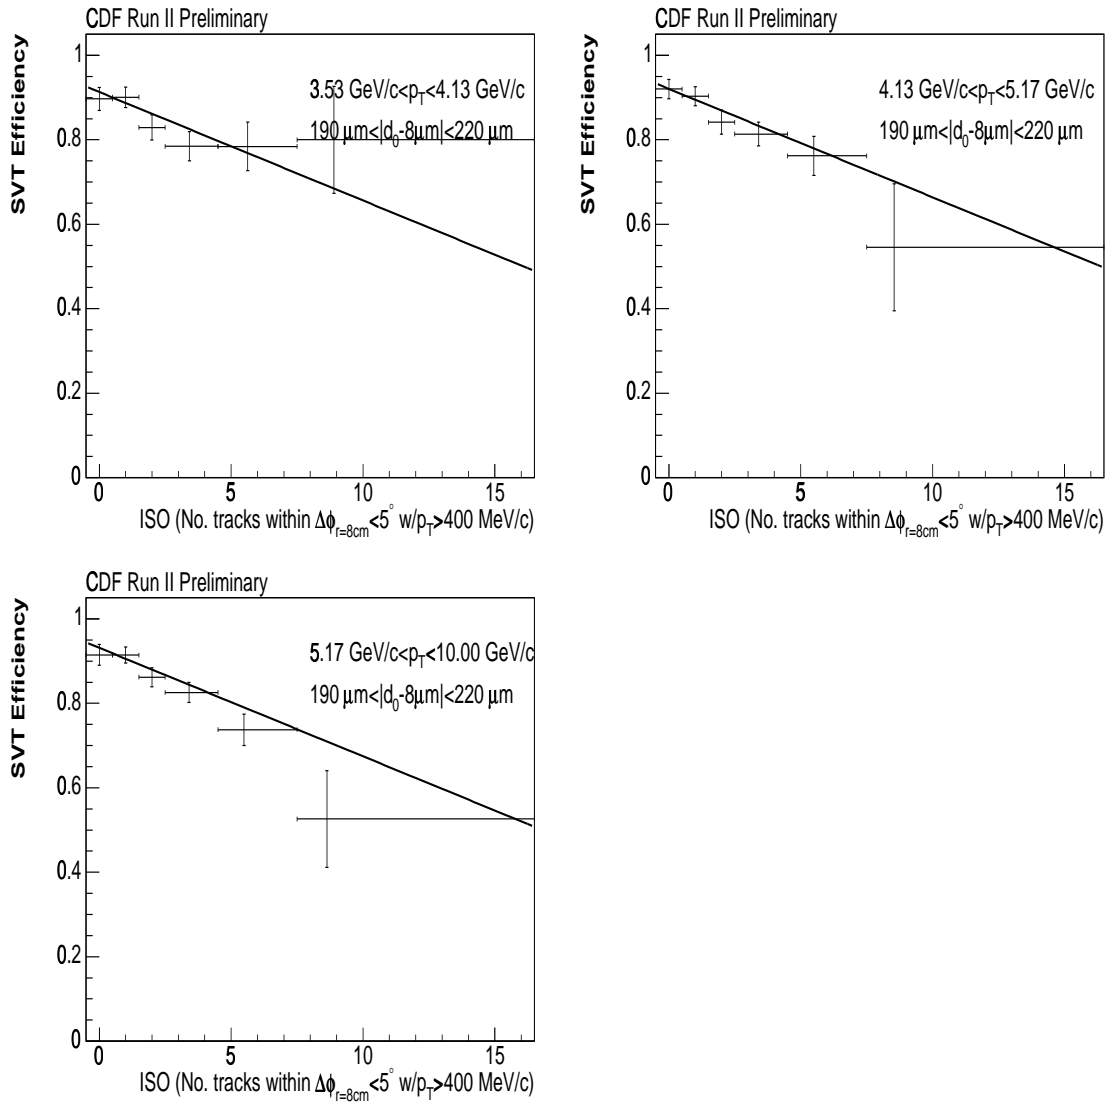 CDF Run II Preliminary
SVT Efficiency
3.53 GeV/c<p_T<4.13 GeV/c
190 μm<|d_0-8μm|<220 μm
1
0.8
0.6
0.4
0.2
0
0 5 10 15
ISO (No. tracks within Δϕ_r=8cm<5° w/p_T>400 MeV/c)
CDF Run II Preliminary
SVT Efficiency
4.13 GeV/c<p_T<5.17 GeV/c
190 μm<|d_0-8μm|<220 μm
1
0.8
0.6
0.4
0.2
0
0 5 10 15
ISO (No. tracks within Δϕ_r=8cm<5° w/p_T>400 MeV/c)
CDF Run II Preliminary
SVT Efficiency
5.17 GeV/c<p_T<10.00 GeV/c
190 μm<|d_0-8μm|<220 μm
1
0.8
0.6
0.4
0.2
0
0 5 10 15
ISO (No. tracks within Δϕ_r=8cm<5° w/p_T>400 MeV/c)